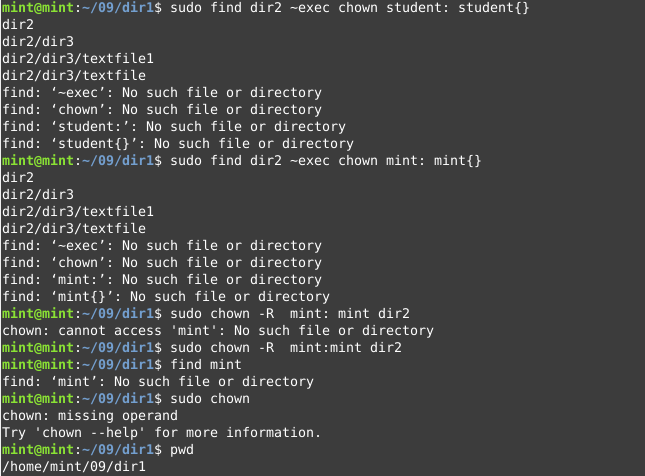 mint@mint:~/09/dir1$ sudo find dir2 ~exec chown student: student{}
dir2
dir2/dir3
dir2/dir3/textfile1
dir2/dir3/textfile
find: ‘~exec’: No such file or directory
find: ‘chown’: No such file or directory
find: ‘student:’: No such file or directory
find: ‘student{}’: No such file or directory
mint@mint:~/09/dir1$ sudo find dir2 ~exec chown mint: mint{}
dir2
dir2/dir3
dir2/dir3/textfile1
dir2/dir3/textfile
find: ‘~exec’: No such file or directory
find: ‘chown’: No such file or directory
find: ‘mint:’: No such file or directory
find: ‘mint{}’: No such file or directory
mint@mint:~/09/dir1$ sudo chown -R  mint: mint dir2
chown: cannot access 'mint': No such file or directory
mint@mint:~/09/dir1$ sudo chown -R  mint:mint dir2
mint@mint:~/09/dir1$ find mint
find: ‘mint’: No such file or directory
mint@mint:~/09/dir1$ sudo chown
chown: missing operand
Try 'chown --help' for more information.
mint@mint:~/09/dir1$ pwd
/home/mint/09/dir1